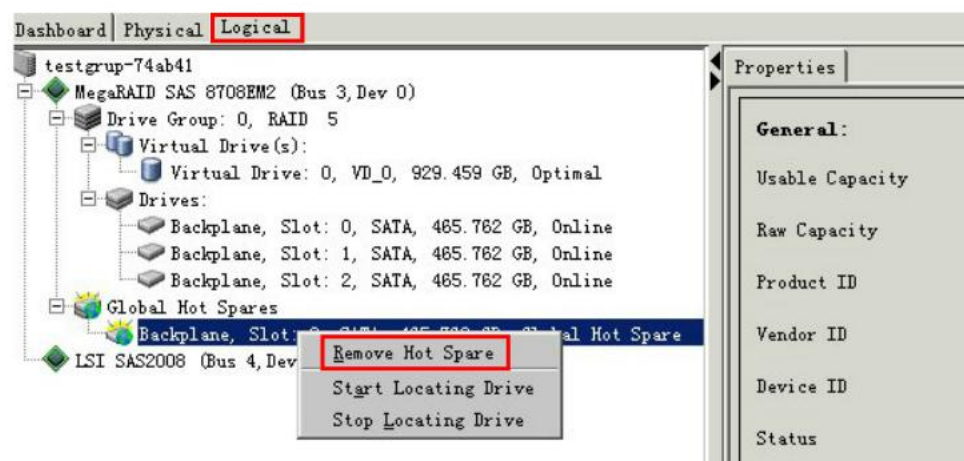 Dashboard Physical Logical
testgrup-74ab41
MegaRAID SAS 8708EM2 (Bus 3, Dev 0)
Drive Group: 0, RAID 5
Virtual Drive(s):
Virtual Drive: 0, VD_0, 929.459 GB, Optimal
Drives:
Backplane, Slot: 0, SATA, 465.762 GB, Online
Backplane, Slot: 1, SATA, 465.762 GB, Online
Backplane, Slot: 2, SATA, 465.762 GB, Online
Global Hot Spares
Backplane, Slot: al Hot Spare
LSI SAS2008 (Bus 4, Dev
Remove Hot Spare
Start Locating Drive
Stop Locating Drive
Properties
General:
Usable Capacity
Raw Capacity
Product ID
Vendor ID
Device ID
Status